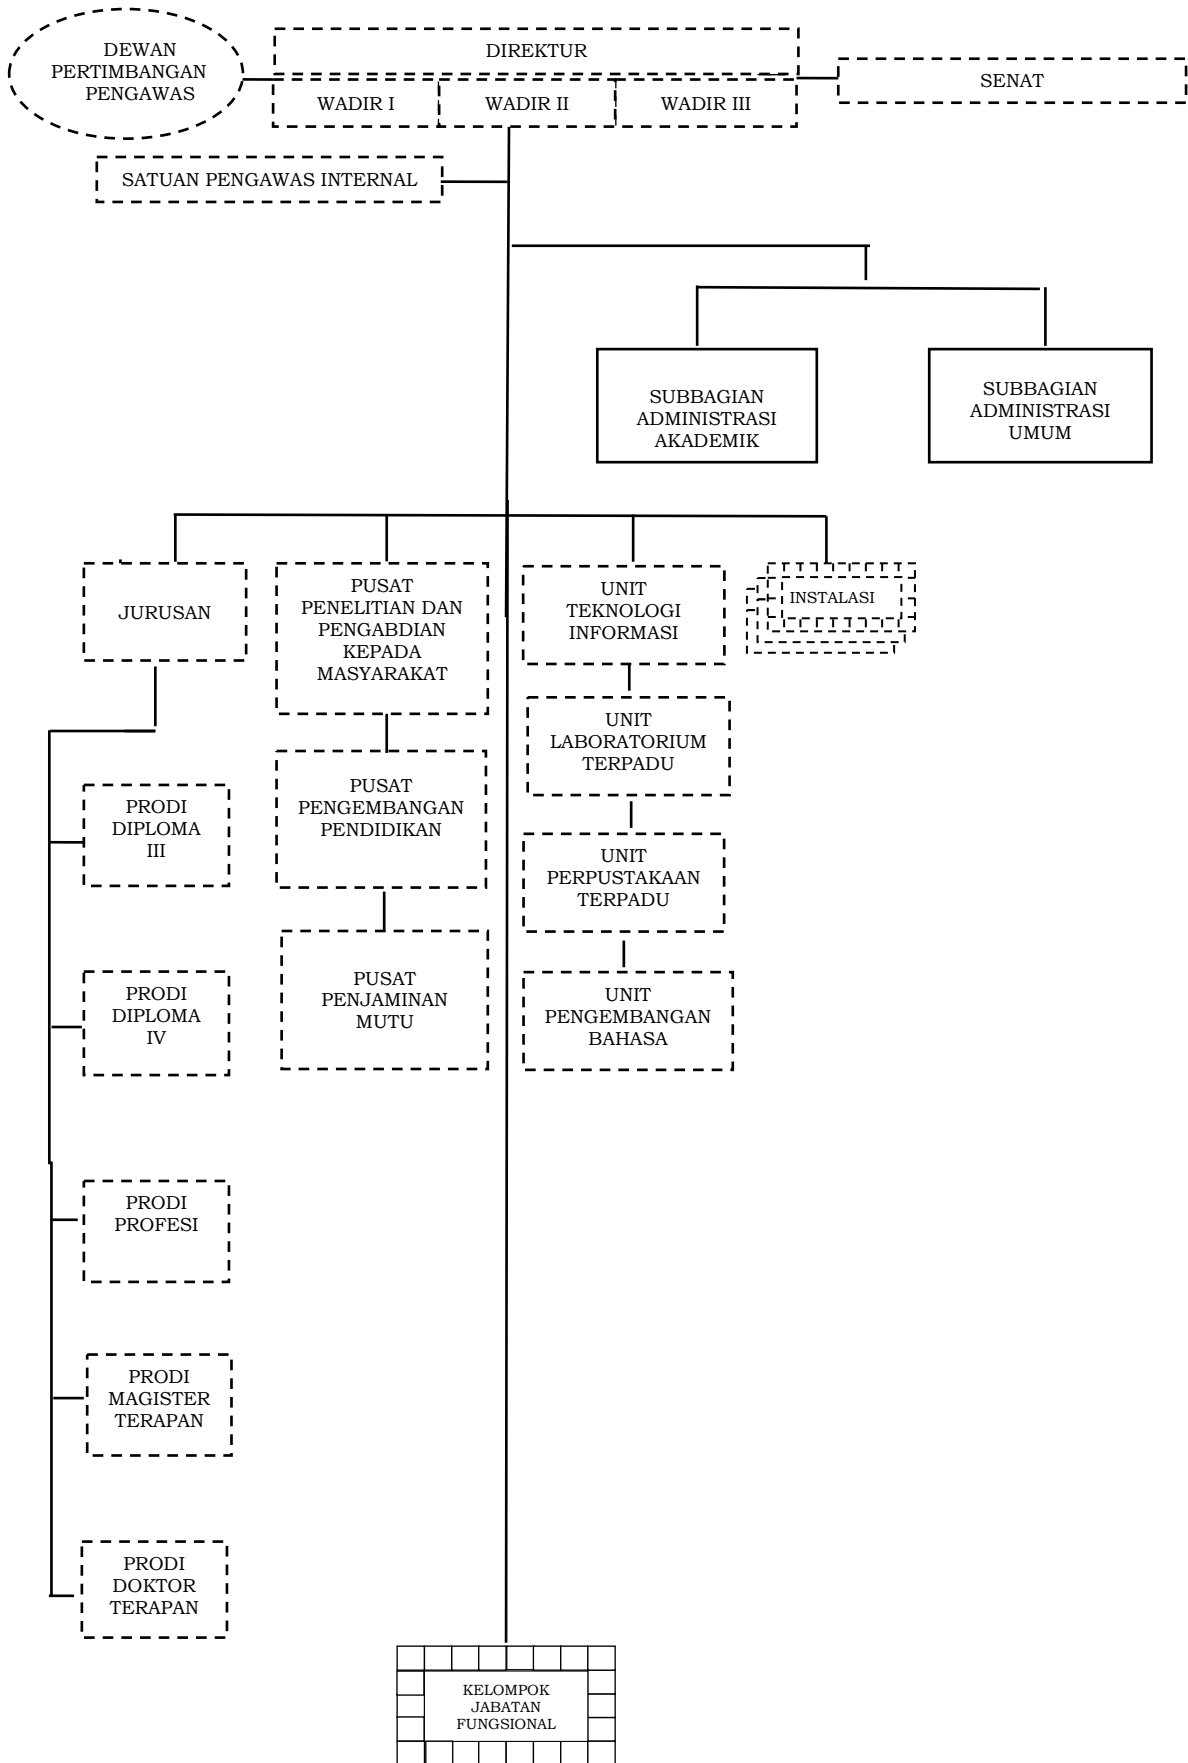 DEWAN
PERTIMBANGAN
PENGAWAS
DIREKTUR
WADIR I
WADIR II
WADIR III
SENAT
SATUAN PENGAWAS INTERNAL
SUBBAGIAN
ADMINISTRASI
AKADEMIK
SUBBAGIAN
ADMINISTRASI
UMUM
JURUSAN
PUSAT
PENELITIAN DAN
PENGABDIAN
KEPADA
MASYARAKAT
UNIT
TEKNOLOGI
INFORMASI
INSTALASI
UNIT
LABORATORIUM
TERPADU
PUSAT
PENGEMBANGAN
PENDIDIKAN
PRODI
DIPLOMA
III
UNIT
PERPUSTAKAAN
TERPADU
PUSAT
PENJAMINAN
MUTU
PRODI
DIPLOMA
IV
UNIT
PENGEMBANGAN
BAHASA
PRODI
PROFESI
PRODI
MAGISTER
TERAPAN
PRODI
DOKTOR
TERAPAN
KELOMPOK
JABATAN
FUNGSIONAL